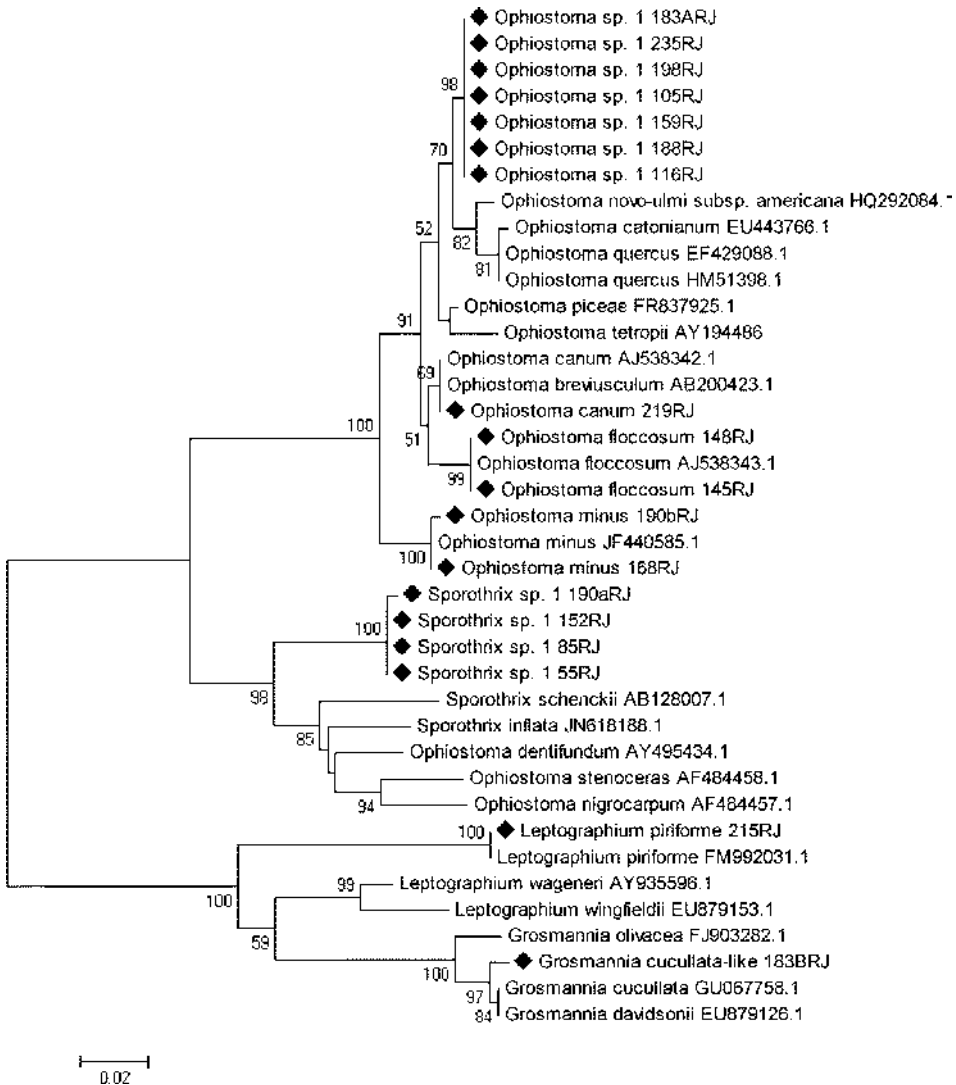 Ophiostoma sp. 1 183ARJ
Ophiostoma sp. 1 235RJ
Ophiostoma sp. 1 198RJ
98
Ophiostoma sp. 1 105RJ
Ophiostoma sp. 1 159RJ
70
Ophiostoma sp. 1 188RJ
Ophiostoma sp. 1 116RJ
Ophiostoma novo-ulmi subsp. americana HQ292084.
52
82
Ophiostoma catonianum EU443766.1
Ophiostoma quercus EF429088.1
81
Ophiostoma quercus HM51398.1
Ophiostoma piceae FR837925.1
91
Ophiostoma tetropii AY194486
Ophiostoma canum AJ538342.1
69
Ophiostoma breviusculum AB200423.1
Ophiostoma canum 219RJ
100
51
Ophiostoma floccosum 148RJ
Ophiostoma floccosum AJ538343.1
99
Ophiostoma floccosum 145RJ
Ophiostoma minus 190bRJ
Ophiostoma minus JF440585.1
100
Ophiostoma minus 168RJ
Sporothrix sp. 1 190aRJ
Sporothrix sp. 1 152RJ
100
Sporothrix sp. 1 85RJ
Sporothrix sp. 1 55RJ
98
Sporothrix schenckii AB128007.1
Sporothrix inflata JN618188.1
85
Ophiostoma dentifundum AY495434.1
Ophiostoma stenoceras AF484458.1
94
Ophiostoma nigrocarpum AF484457.1
100
Leptographium piriforme 215RJ
Leptographium piriforme FM992031.1
99
Leptographium wageneri AY935596.1
100
Leptographium wingfieldii EU879153.1
59
Grosmannia olivacea FJ903282.1
100
Grosmannia cucullata-like 183BRJ
97
Grosmannia cucullata GU067758.1
84
Grosmannia davidsonii EU879126.1
0.02